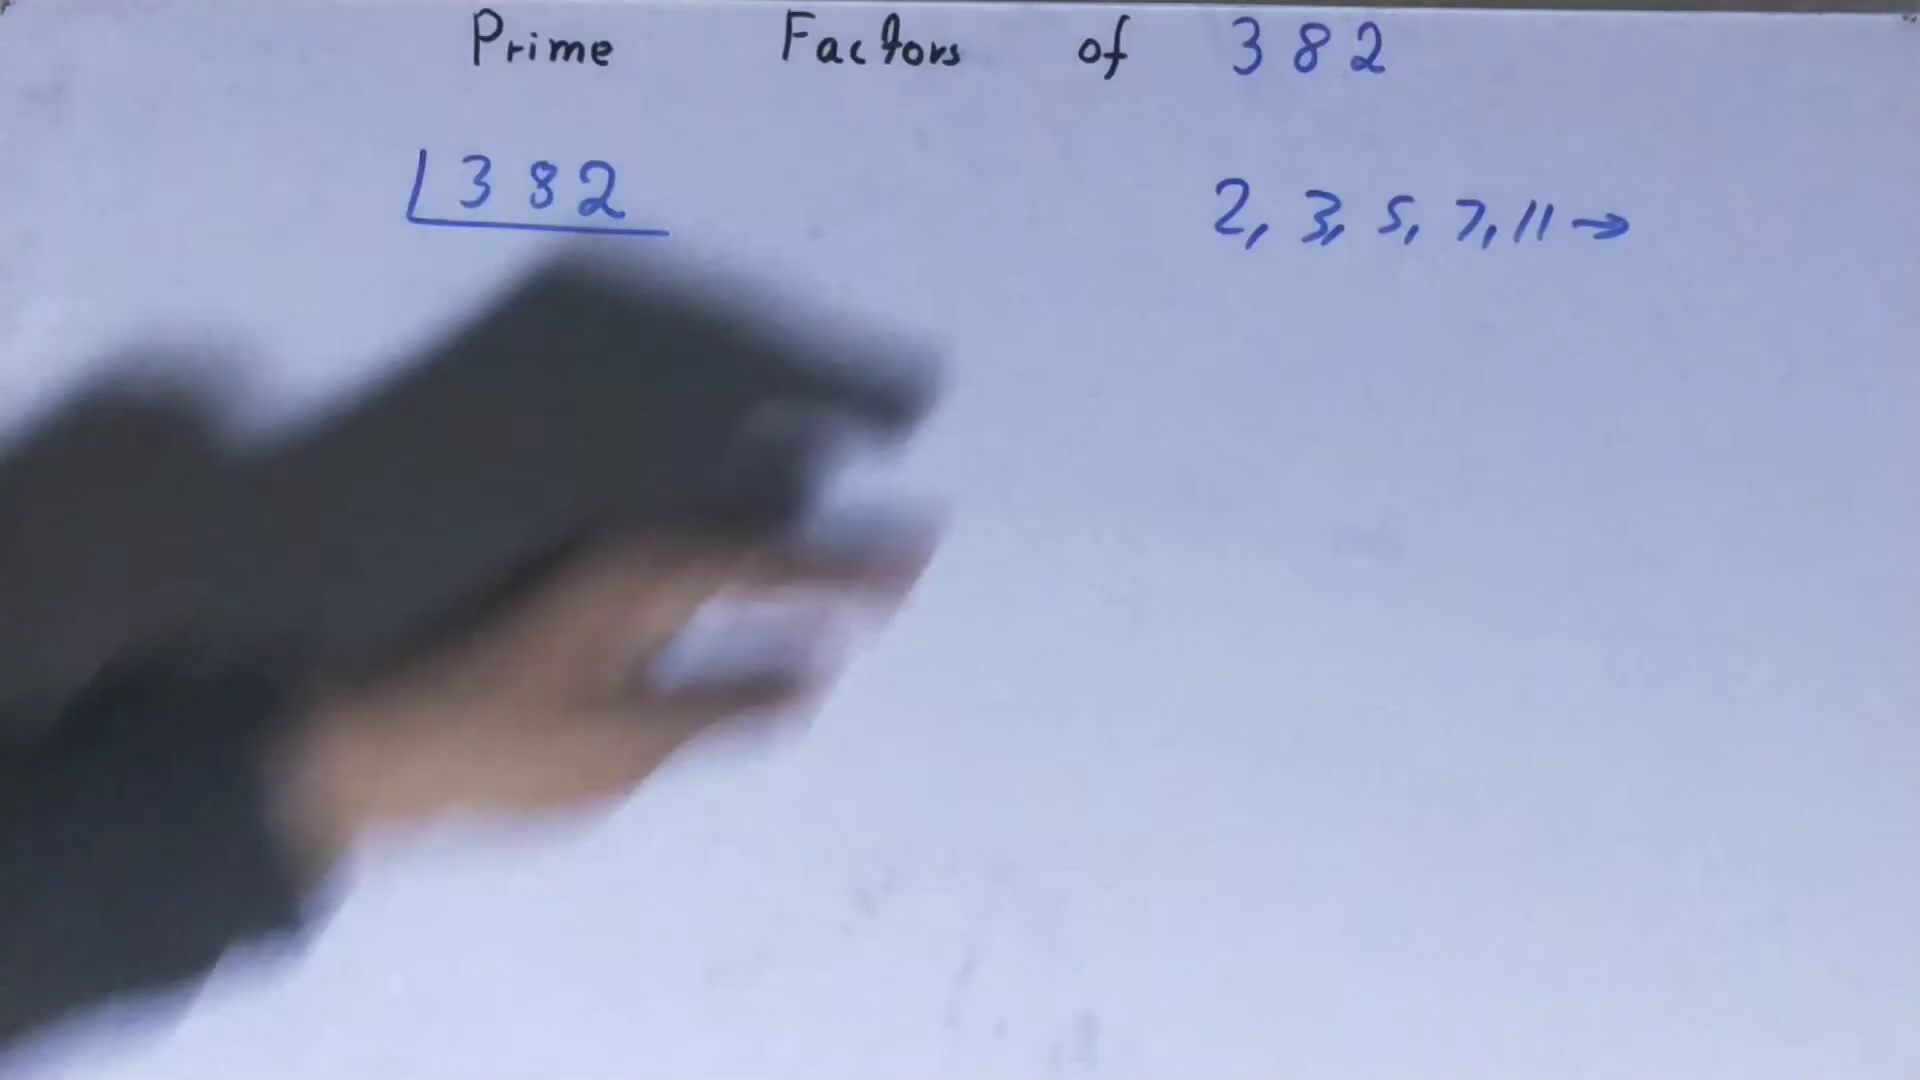 Prime Factors of 382
382
2, 3, 5, 7, 11 →